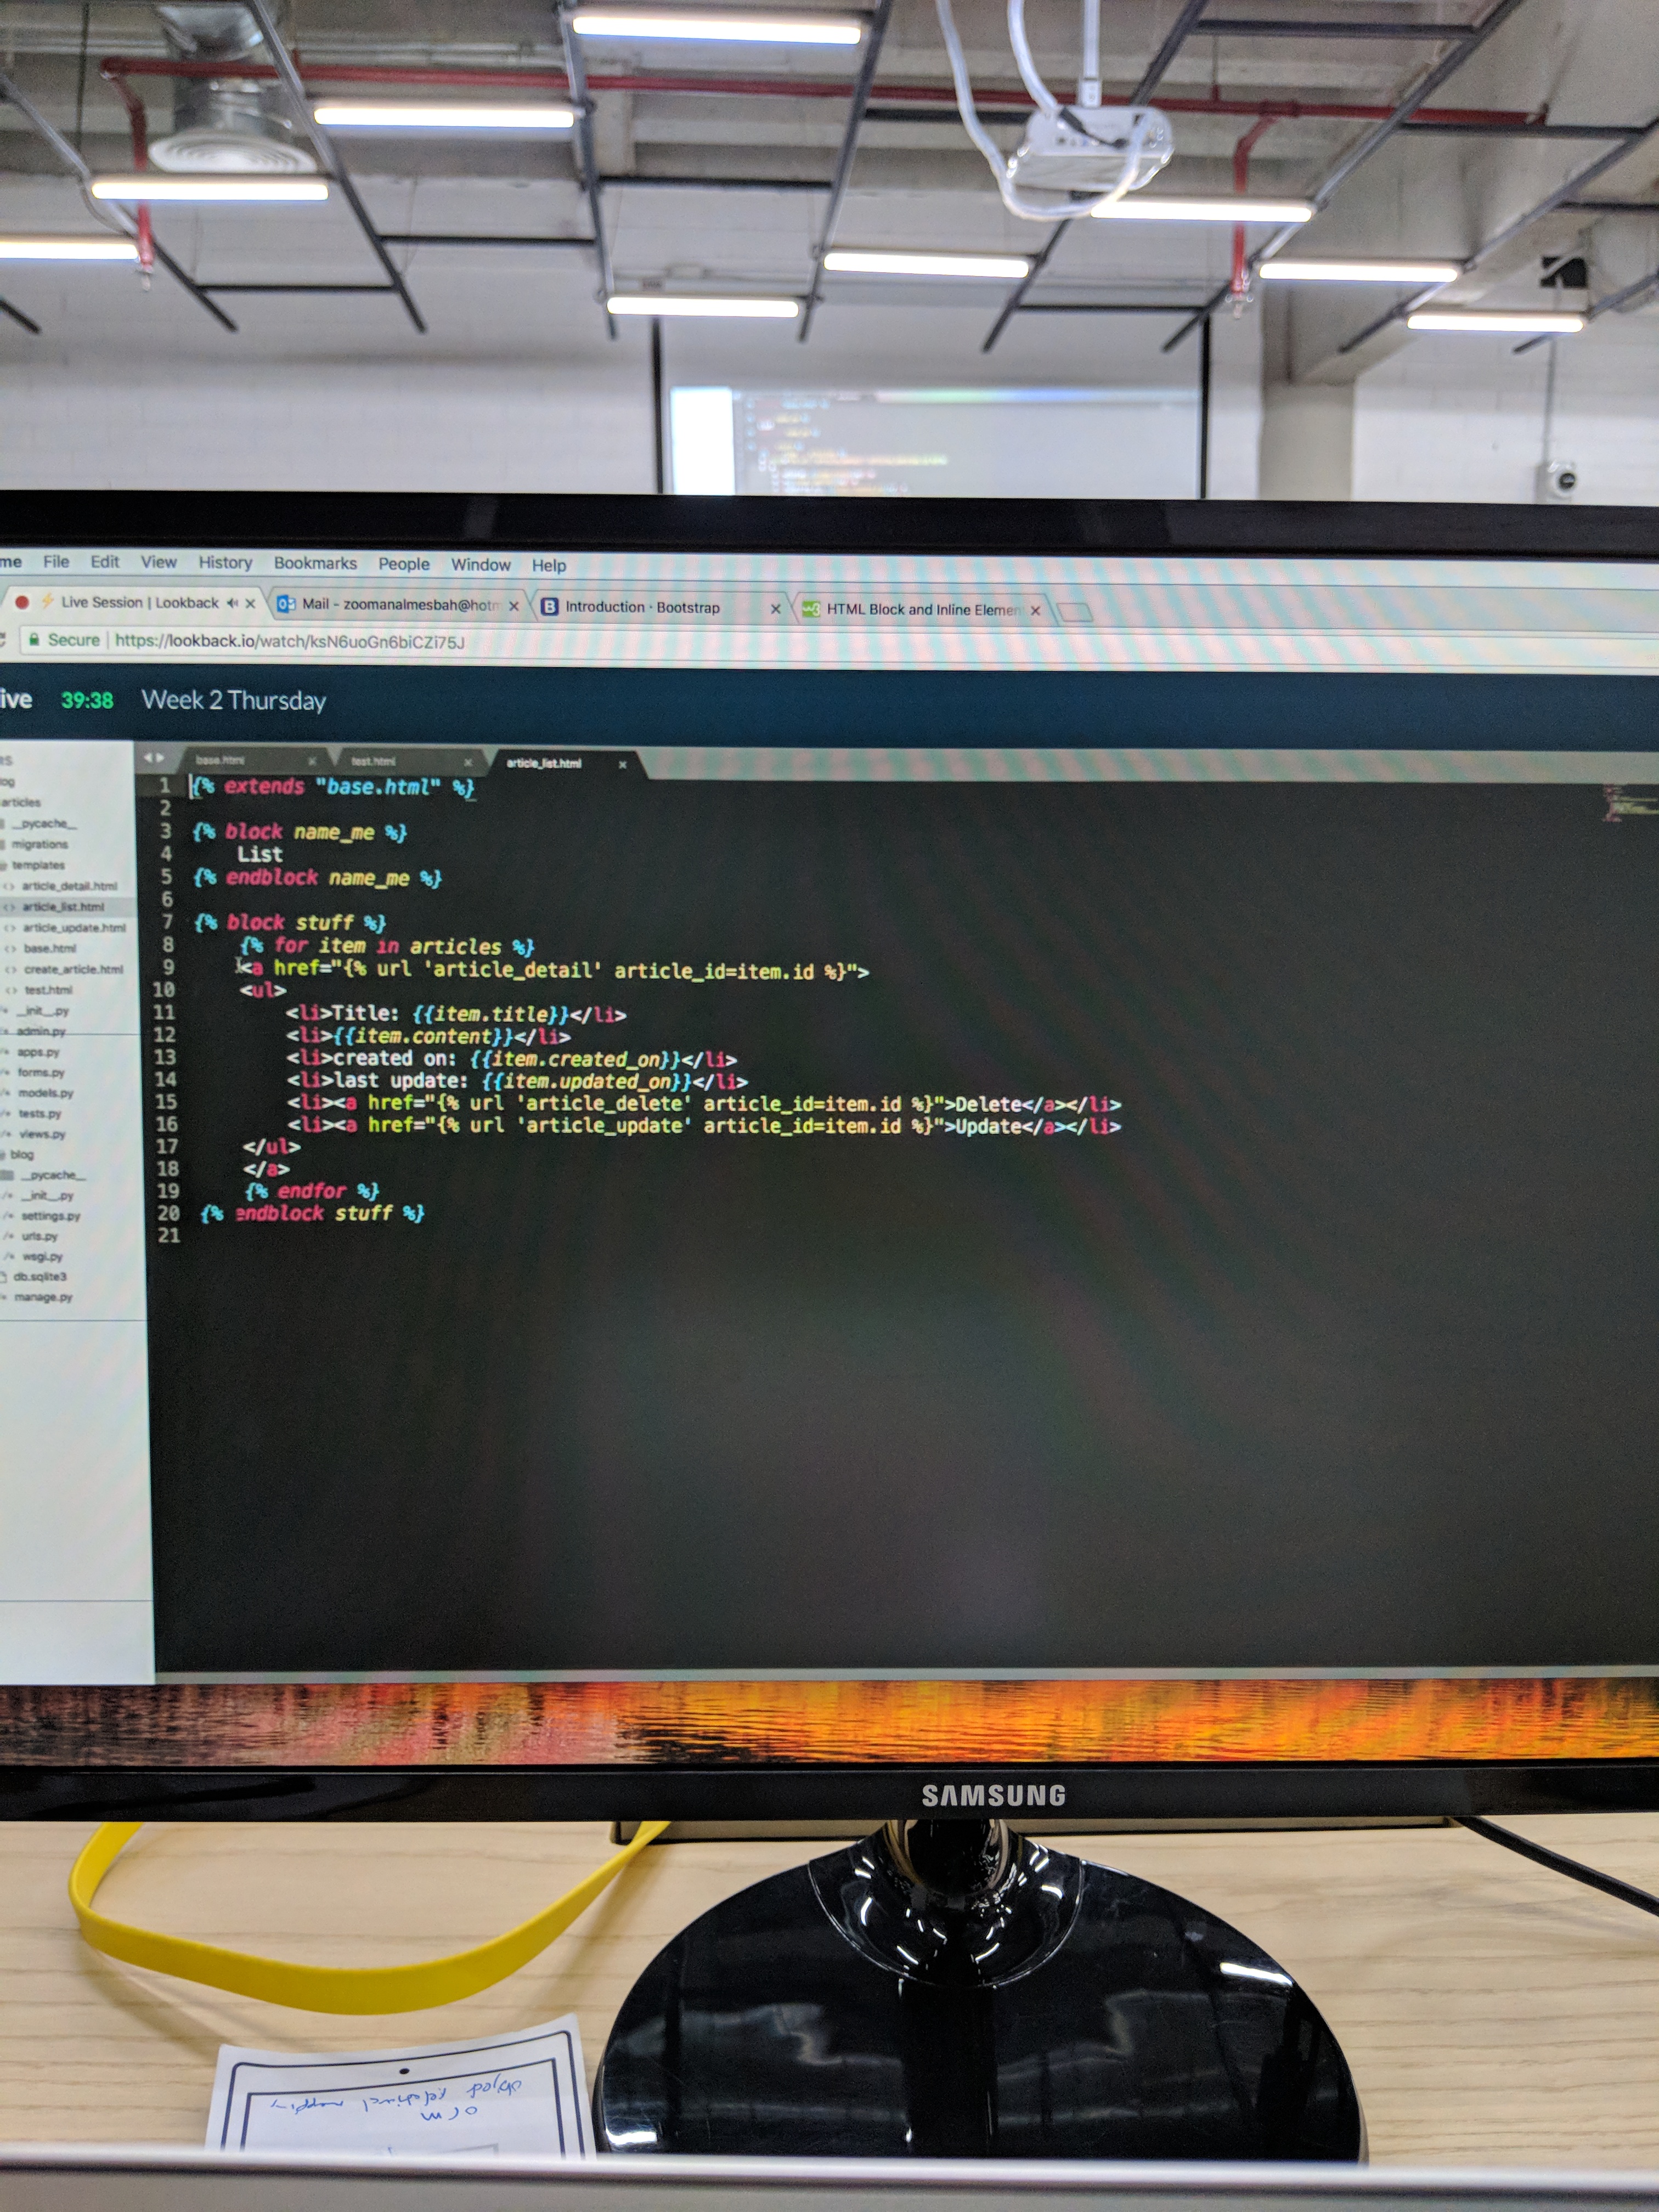 me File Edit View History Bookmarks People Window Help
Live Session | Lookback
Mail - zoomanalmesbah@hotm
Introduction · Bootstrap
HTML Block and Inline Elemen
Secure | https://lookback.io/watch/ksN6uoGn6biCZi75J
ive 39:38 Week 2 Thursday
RS
log
articles
__pycache__
migrations
templates
article_detail.html
article_list.html
article_update.html
base.html
create_article.html
test.html
__init__.py
admin.py
apps.py
forms.py
models.py
tests.py
views.py
blog
__pycache__
__init__.py
settings.py
urls.py
wsgi.py
db.sqlite3
manage.py
base.html test.html article_list.html
1 {% extends "base.html" %}
2
3 {% block name_me %}
4 List
5 {% endblock name_me %}
6
7 {% block stuff %}
8 {% for item in articles %}
9 <a href="{% url 'article_detail' article_id=item.id %}">
10 <ul>
11 <li>Title: {{item.title}}</li>
12 <li>{{item.content}}</li>
13 <li>created on: {{item.created_on}}</li>
14 <li>last update: {{item.updated_on}}</li>
15 <li><a href="{% url 'article_delete' article_id=item.id %}">Delete</a></li>
16 <li><a href="{% url 'article_update' article_id=item.id %}">Update</a></li>
17 </ul>
18 </a>
19 {% endfor %}
20 {% endblock stuff %}
21
SAMSUNG
orm
object relational mapping